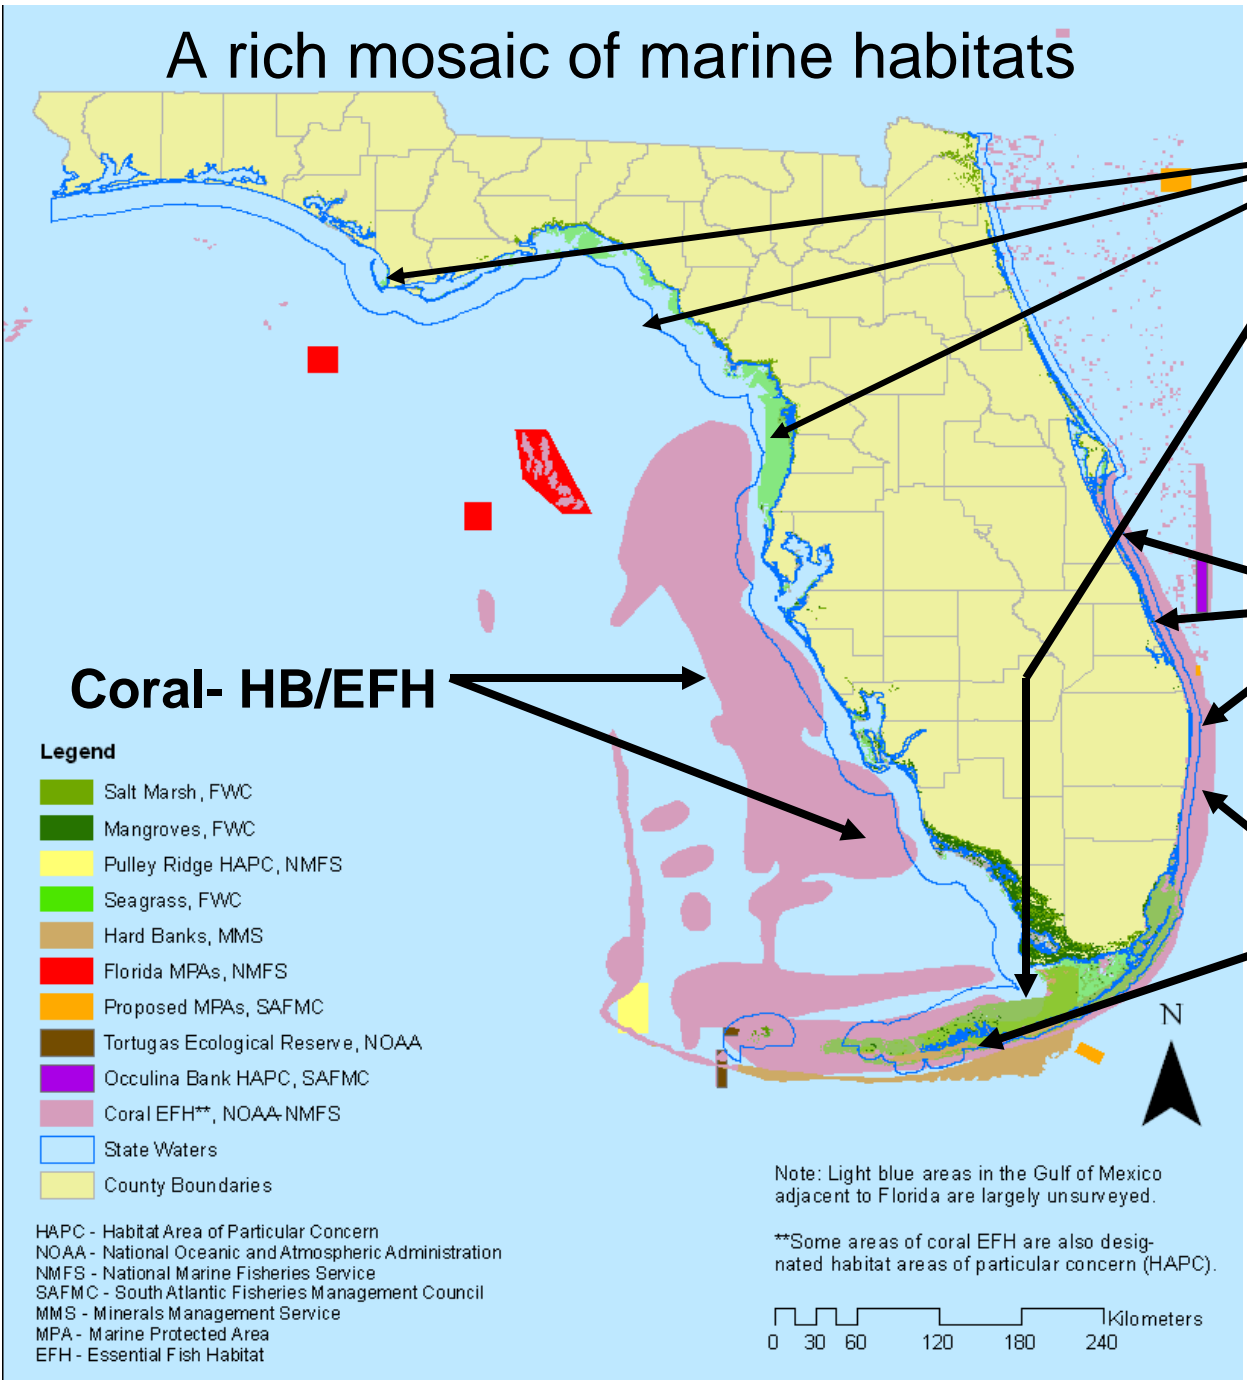 A rich mosaic of marine habitats
Coral- HB/EFH
Legend
Salt Marsh, FWC
Mangroves, FWC
Pulley Ridge HAPC, NMFS
Seagrass, FWC
Hard Banks, MMS
Florida MPAs, NMFS
Proposed MPAs, SAFMC
Tortugas Ecological Reserve, NOAA
Occulina Bank HAPC, SAFMC
Coral EFH**, NOAA-NMFS
State Waters
County Boundaries
HAPC - Habitat Area of Particular Concern
NOAA - National Oceanic and Atmospheric Administration
NMFS - National Marine Fisheries Service
SAFMC - South Atlantic Fisheries Management Council
MMS - Minerals Management Service
MPA - Marine Protected Area
EFH - Essential Fish Habitat
N
Note: Light blue areas in the Gulf of Mexico
adjacent to Florida are largely unsurveyed.
**Some areas of coral EFH are also desig-
nated habitat areas of particular concern (HAPC).
Kilometers
0 30 60 120 180 240